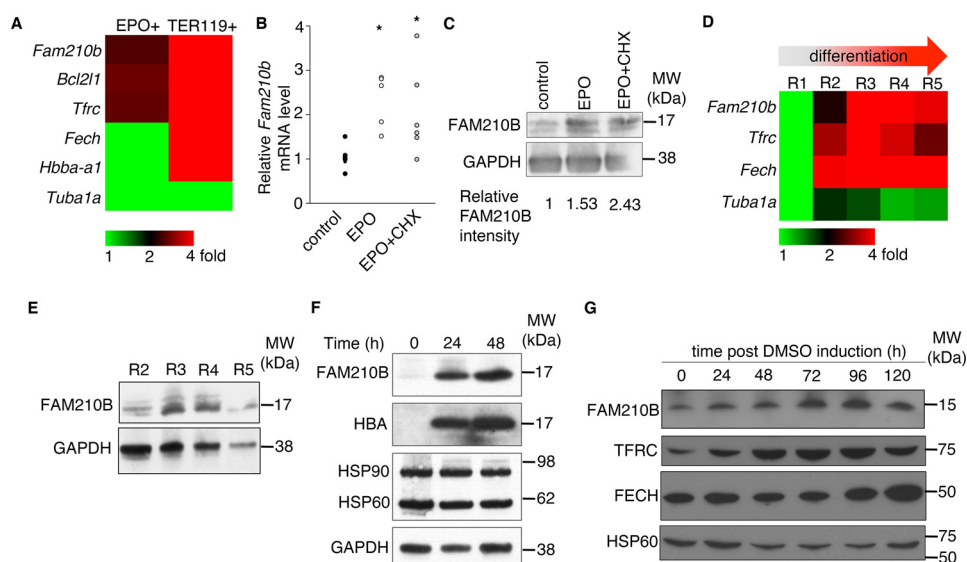 A
EPO+ TER119+
Fam210b
Bcl2l1
Tfrc
Fech
Hbba-a1
Tuba1a
1 2 4 fold
B
Relative Fam210b
mRNA level
4
3
2
1
0
*
*
control
EPO
EPO+CHX
C
control
EPO
EPO+CHX
MW
(kDa)
FAM210B
17
GAPDH
38
Relative
FAM210B
intensity
1 1.53 2.43
D
differentiation
R1 R2 R3 R4 R5
Fam210b
Tfrc
Fech
Tuba1a
1 2 4 fold
E
MW
(kDa)
R2 R3 R4 R5
FAM210B
17
GAPDH
38
F
MW
(kDa)
Time (h) 0 24 48
FAM210B
17
HBA
17
98
HSP90
62
HSP60
GAPDH
38
G
MW
(kDa)
time post DMSO induction (h)
0 24 48 72 96 120
FAM210B
15
TFRC
75
FECH
50
HSP60
75
50